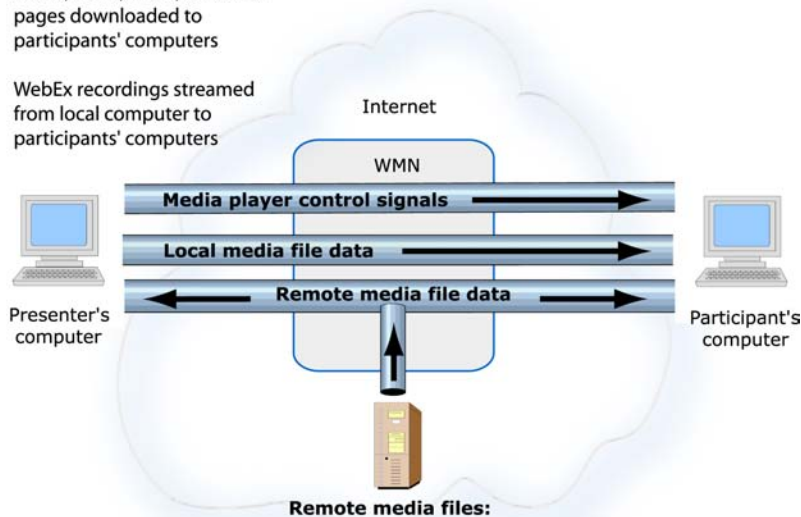 pages downloaded to
participants' computers
WebEx recordings streamed
from local computer to
participants' computers
Internet
WMN
Media player control signals
Local media file data
Remote media file data
Presenter's
computer
Participant's
computer
Remote media files: